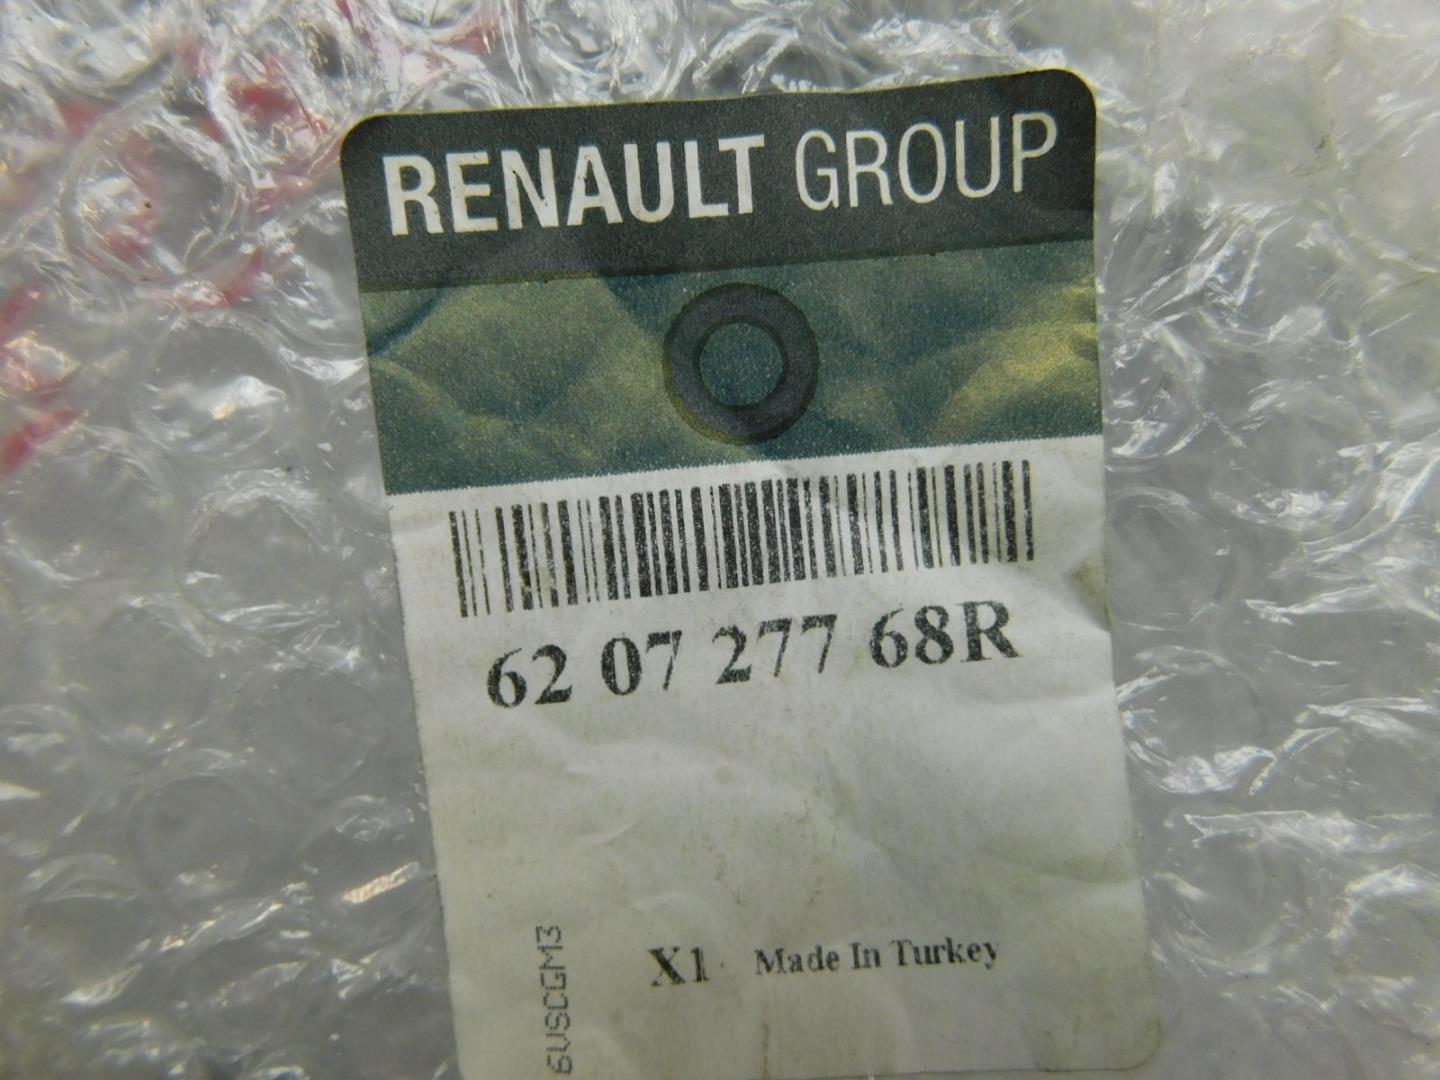 RENAULT GROUP
62 07 277 68R
X1 Made In Turkey
6USCGM3